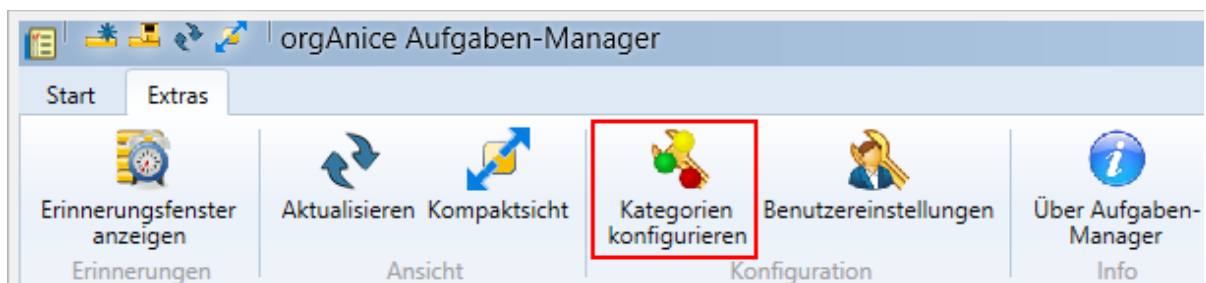 orgAnice Aufgaben-Manager
Start Extras
Erinnerungsfenster anzeigen
Aktualisieren Kompaktsicht
Kategorien konfigurieren
Benutzereinstellungen
Über Aufgaben-
Manager
Erinnerungen Ansicht Konfiguration Info